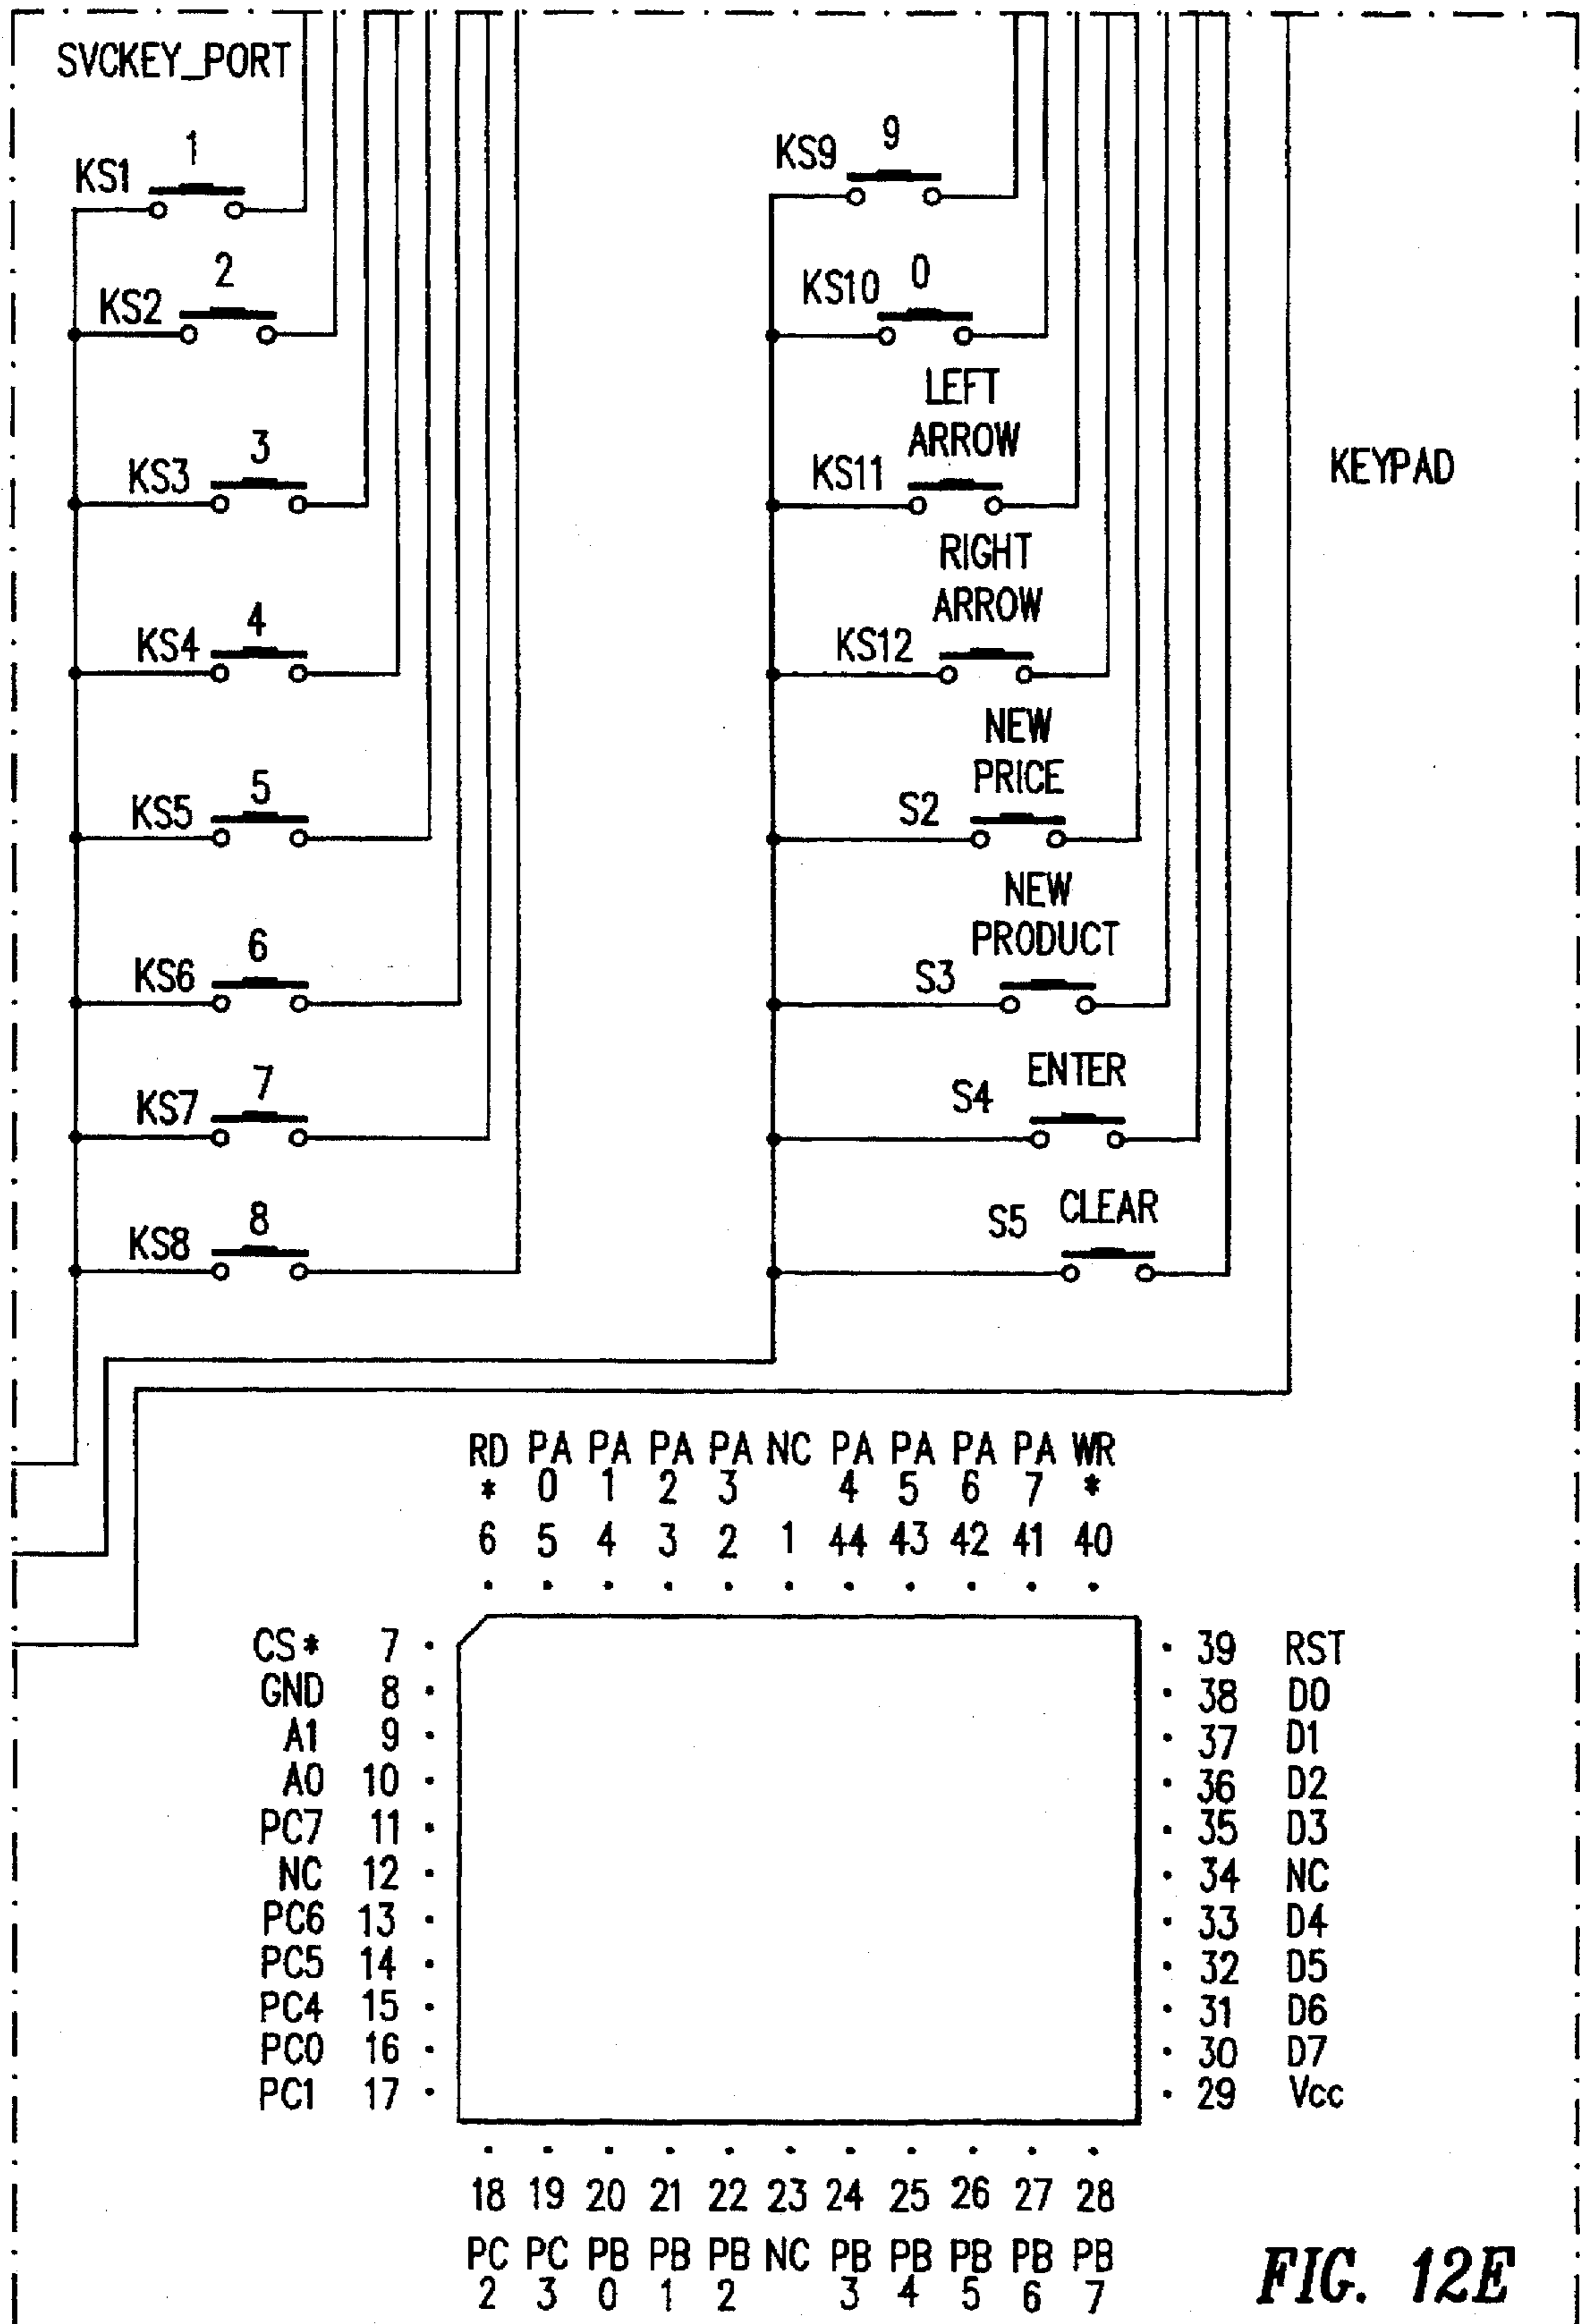 SVCKEY_PORT
KS1 1
KS2 2
KS3 3
KS4 4
KS5 5
KS6 6
KS7 7
KS8 8
KS9 9
KS10 0
LEFT
ARROW
KS11
RIGHT
ARROW
KS12
NEW
PRICE
S2
NEW
PRODUCT
S3
ENTER
S4
CLEAR
S5
KEYPAD
RD PA PA PA PA NC PA PA PA PA WR
* 0 1 2 3 4 5 6 7 *
6 5 4 3 2 1 44 43 42 41 40
CS* 7
GND 8
A1 9
A0 10
PC7 11
NC 12
PC6 13
PC5 14
PC4 15
PC0 16
PC1 17
39 RST
38 D0
37 D1
36 D2
35 D3
34 NC
33 D4
32 D5
31 D6
30 D7
29 Vcc
18 19 20 21 22 23 24 25 26 27 28
PC PC PB PB PB NC PB PB PB PB PB
2 3 0 1 2 3 4 5 6 7
FIG. 12E